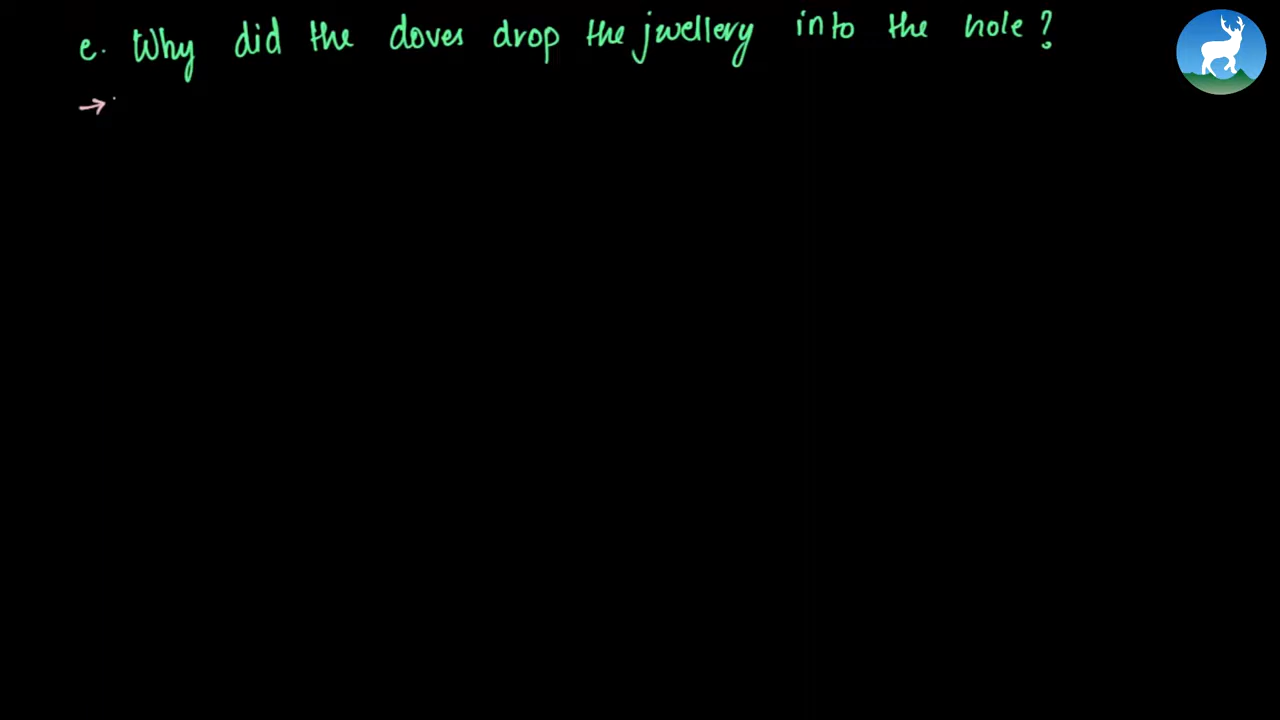 e. Why did the doves drop the jwellery into the hole?
→